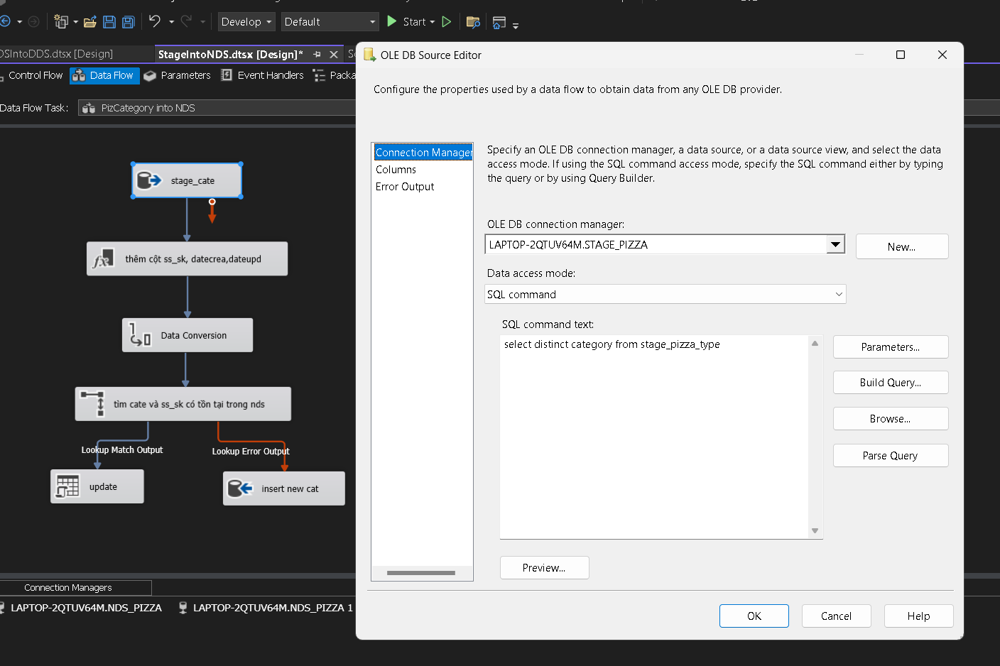 Develop
Default
Start
DSIntoDDS.dtsx [Design]
StageIntoNDS.dtsx [Design]*
Control Flow
Data Flow
Parameters
Event Handlers
Data Flow Task:
PizCategory into NDS
stage_cate
thêm cột ss_sk, datecrea,dateupd
Data Conversion
tìm cate và ss_sk có tồn tại trong nds
Lookup Match Output
Lookup Error Output
update
insert new cat
Connection Managers
LAPTOP-2QTUV64M.NDS_PIZZA
LAPTOP-2QTUV64M.NDS_PIZZA 1
OLE DB Source Editor
Configure the properties used by a data flow to obtain data from any OLE DB provider.
Connection Manager
Columns
Error Output
Specify an OLE DB connection manager, a data source, or a data source view, and select the data
access mode. If using the SQL command access mode, specify the SQL command either by typing
the query or by using Query Builder.
OLE DB connection manager:
LAPTOP-2QTUV64M.STAGE_PIZZA
New...
Data access mode:
SQL command
SQL command text:
select distinct category from stage_pizza_type
Parameters...
Build Query...
Browse...
Parse Query
Preview...
OK
Cancel
Help